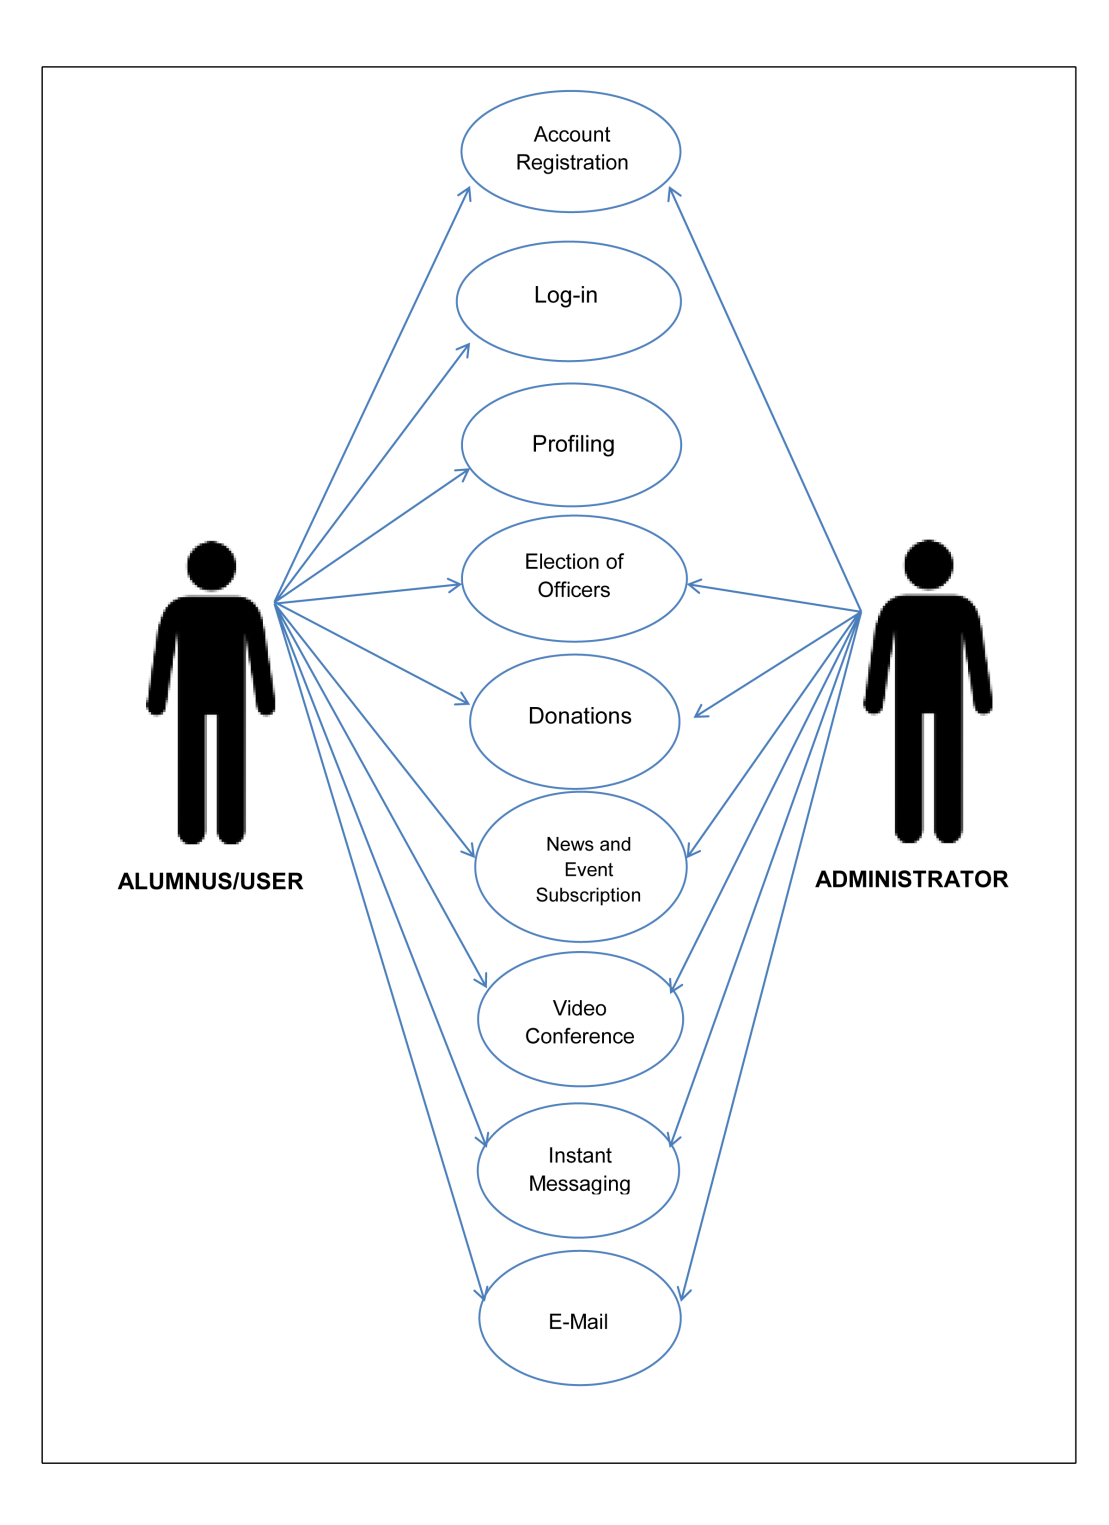 Account
Registration
Log-in
Profiling
Election of
Officers
Donations
News and
Event
Subscription
ALUMNUS/USER
ADMINISTRATOR
Video
Conference
Instant
Messaging
E-Mail